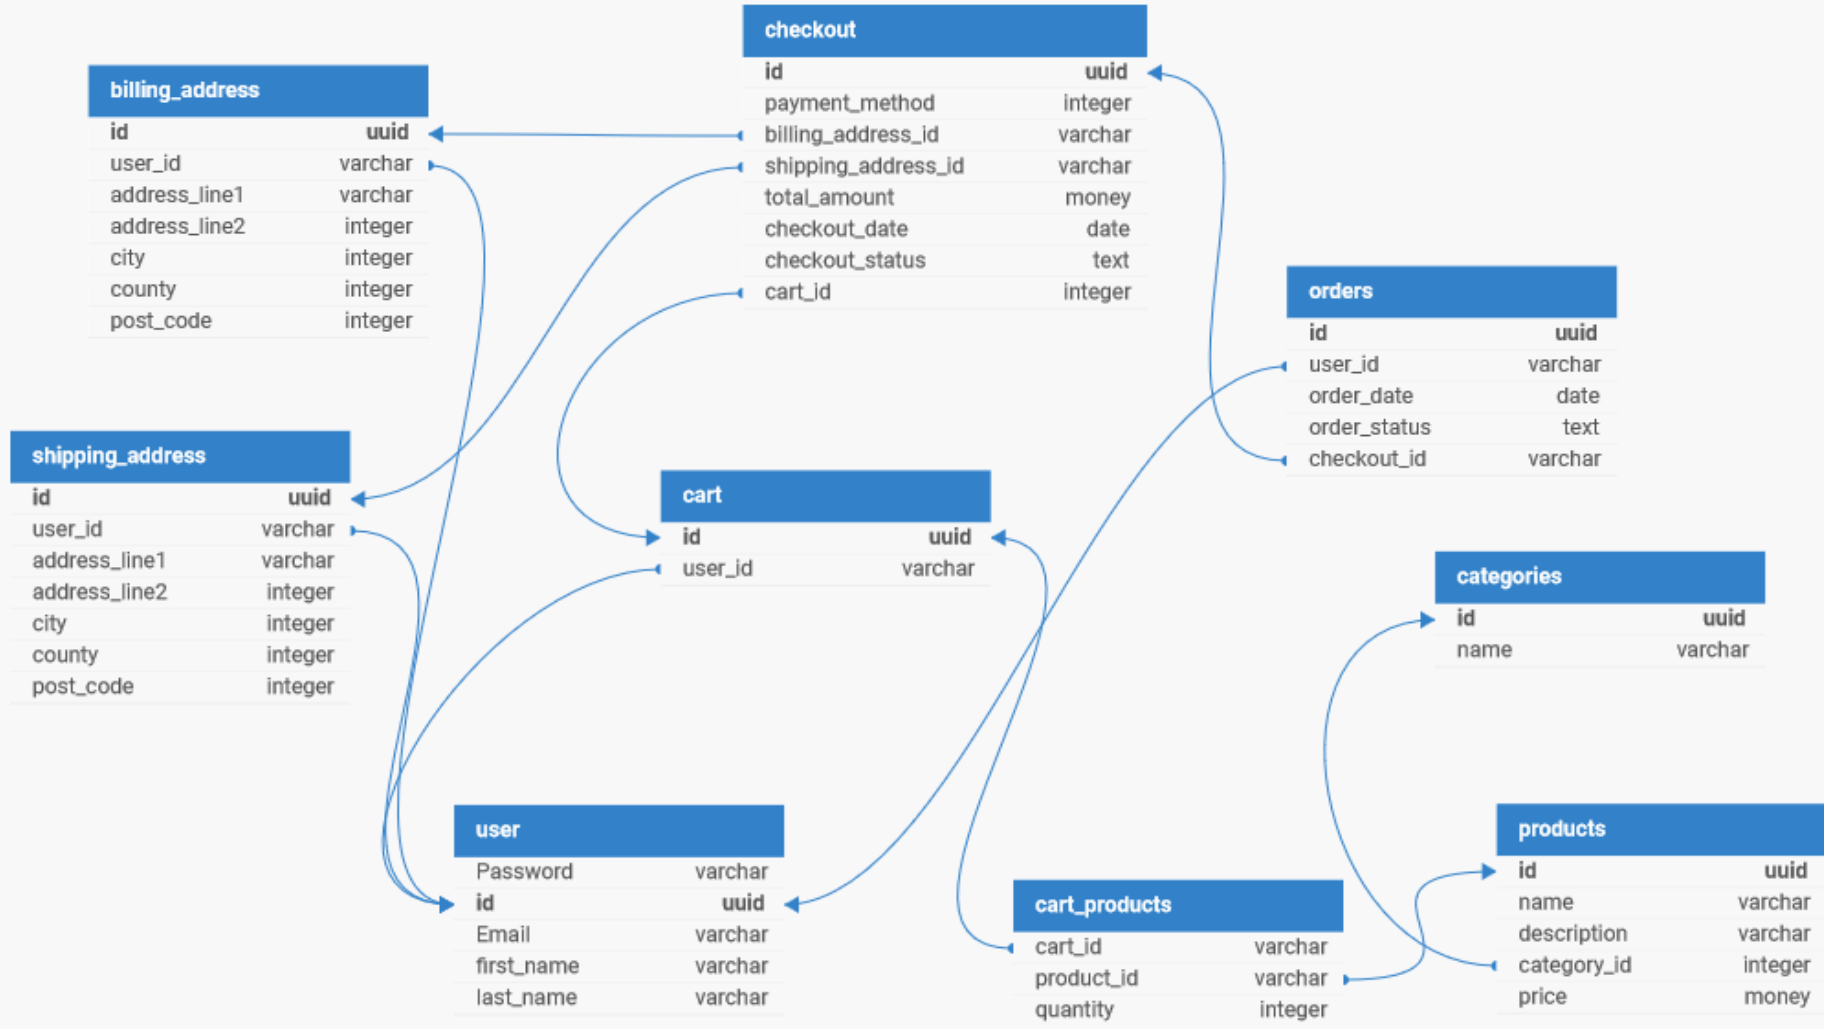 checkout
id uuid
payment_method integer
billing_address_id varchar
shipping_address_id varchar
total_amount money
checkout_date date
checkout_status text
cart_id integer
billing_address
id uuid
user_id varchar
address_line1 varchar
address_line2 integer
city integer
county integer
post_code integer
orders
id uuid
user_id varchar
order_date date
order_status text
checkout_id varchar
shipping_address
id uuid
user_id varchar
address_line1 varchar
address_line2 integer
city integer
county integer
post_code integer
cart
id uuid
user_id varchar
categories
id uuid
name varchar
user
Password varchar
id uuid
Email varchar
first_name varchar
last_name varchar
cart_products
cart_id varchar
product_id varchar
quantity integer
products
id uuid
name varchar
description varchar
category_id integer
price money